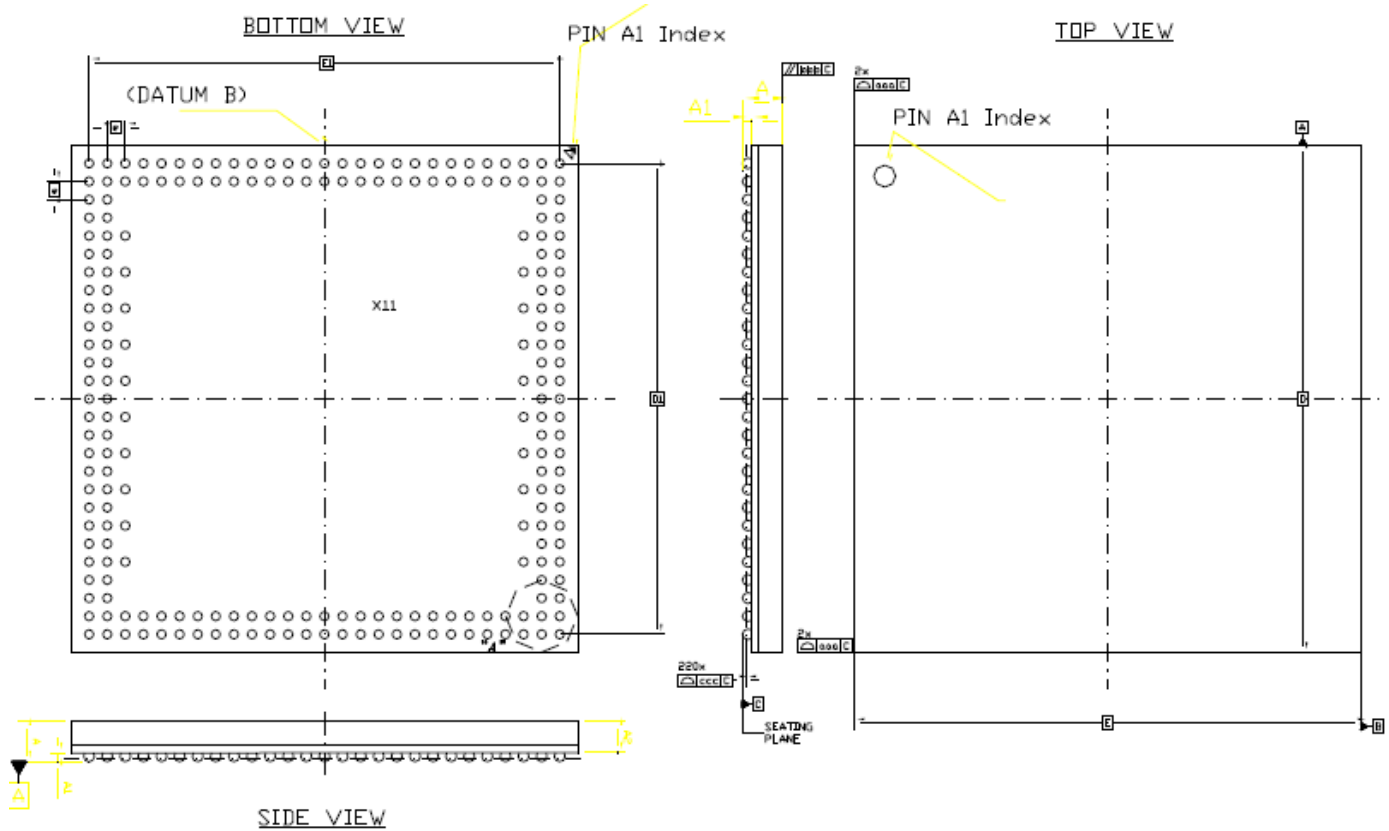 BOTTOM VIEW
PIN A1 Index
TOP VIEW
E1
// bbb C
2x
aaa C
(DATUM B)
A
A1
PIN A1 Index
A
e
e
X11
D1
D
"A"
2x
aaa C
220x
ccc C
C
SEATING
PLANE
E
B
A
SIDE VIEW